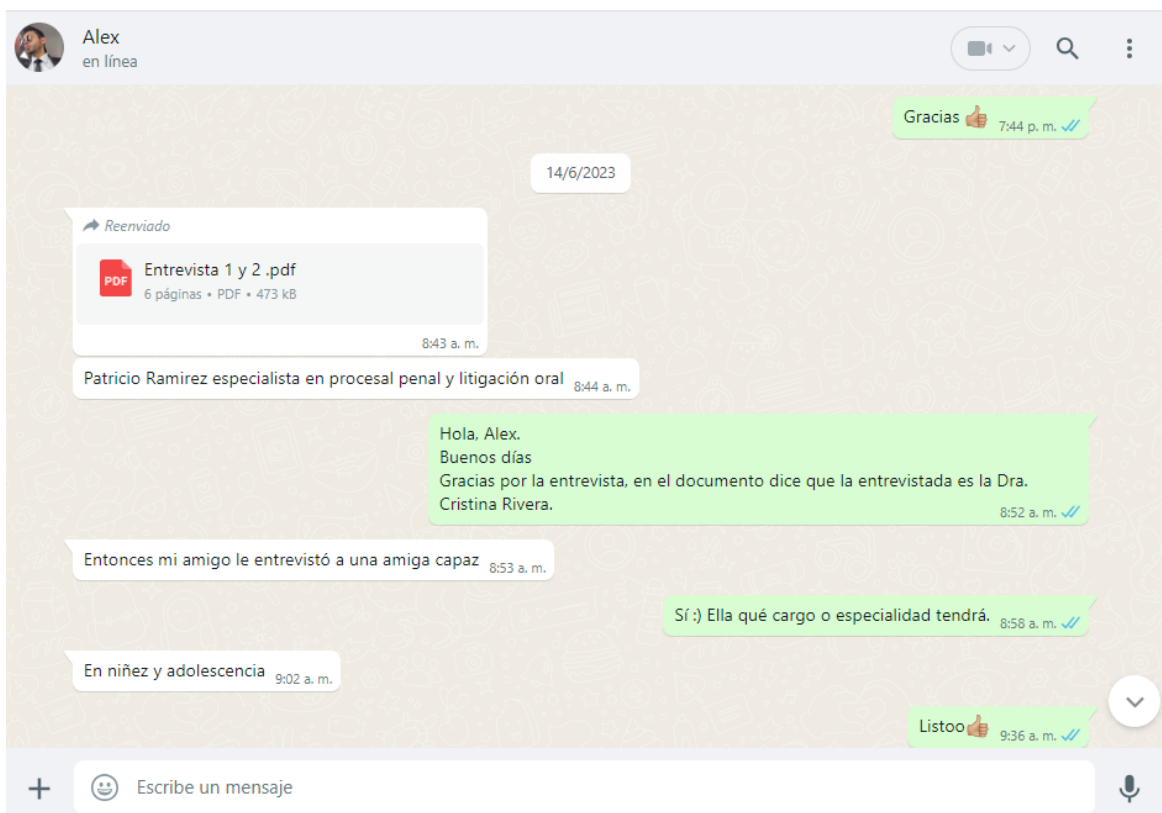 Alex
en línea
Gracias 👍🏼
7:44 p. m.
14/6/2023
Reenviado
PDF
Entrevista 1 y 2 .pdf
6 páginas • PDF • 473 kB
8:43 a. m.
Patricio Ramirez especialista en procesal penal y litigación oral 8:44 a. m.
Hola, Alex.
Buenos días
Gracias por la entrevista, en el documento dice que la entrevistada es la Dra.
Cristina Rivera.
8:52 a. m.
Entonces mi amigo le entrevistó a una amiga capaz 8:53 a. m.
Sí :) Ella qué cargo o especialidad tendrá. 8:58 a. m.
En niñez y adolescencia 9:02 a. m.
Listoo👍🏼 9:36 a. m.
Escribe un mensaje